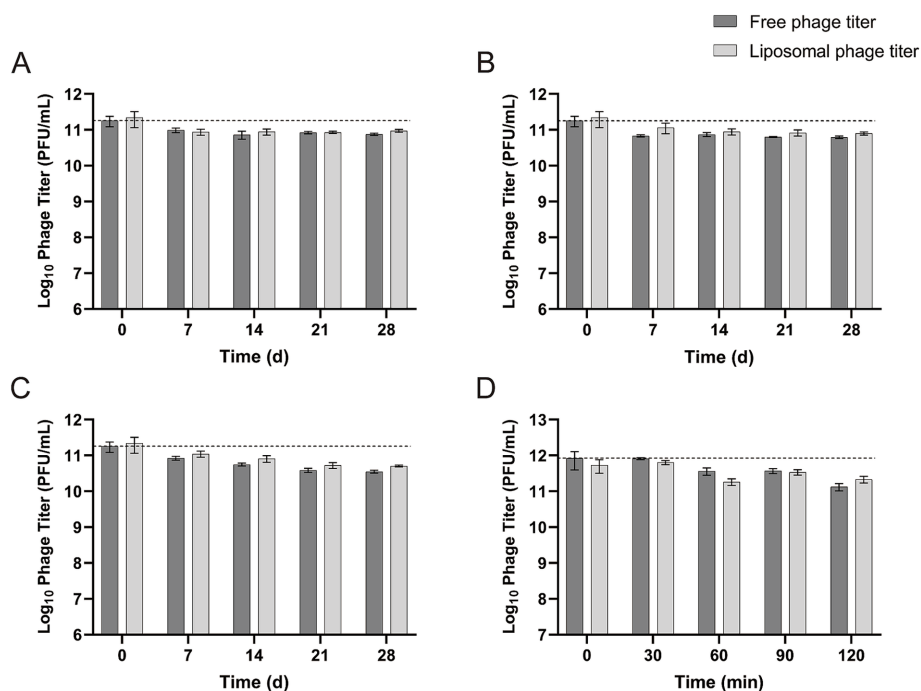 Free phage titer
Liposomal phage titer
A
Log₁₀ Phage Titer (PFU/mL)
12
11
10
9
8
7
6
0 7 14 21 28
Time (d)
B
Log₁₀ Phage Titer (PFU/mL)
12
11
10
9
8
7
6
0 7 14 21 28
Time (d)
C
Log₁₀ Phage Titer (PFU/mL)
12
11
10
9
8
7
6
0 7 14 21 28
Time (d)
D
Log₁₀ Phage Titer (PFU/mL)
13
12
11
10
9
8
7
0 30 60 90 120
Time (min)